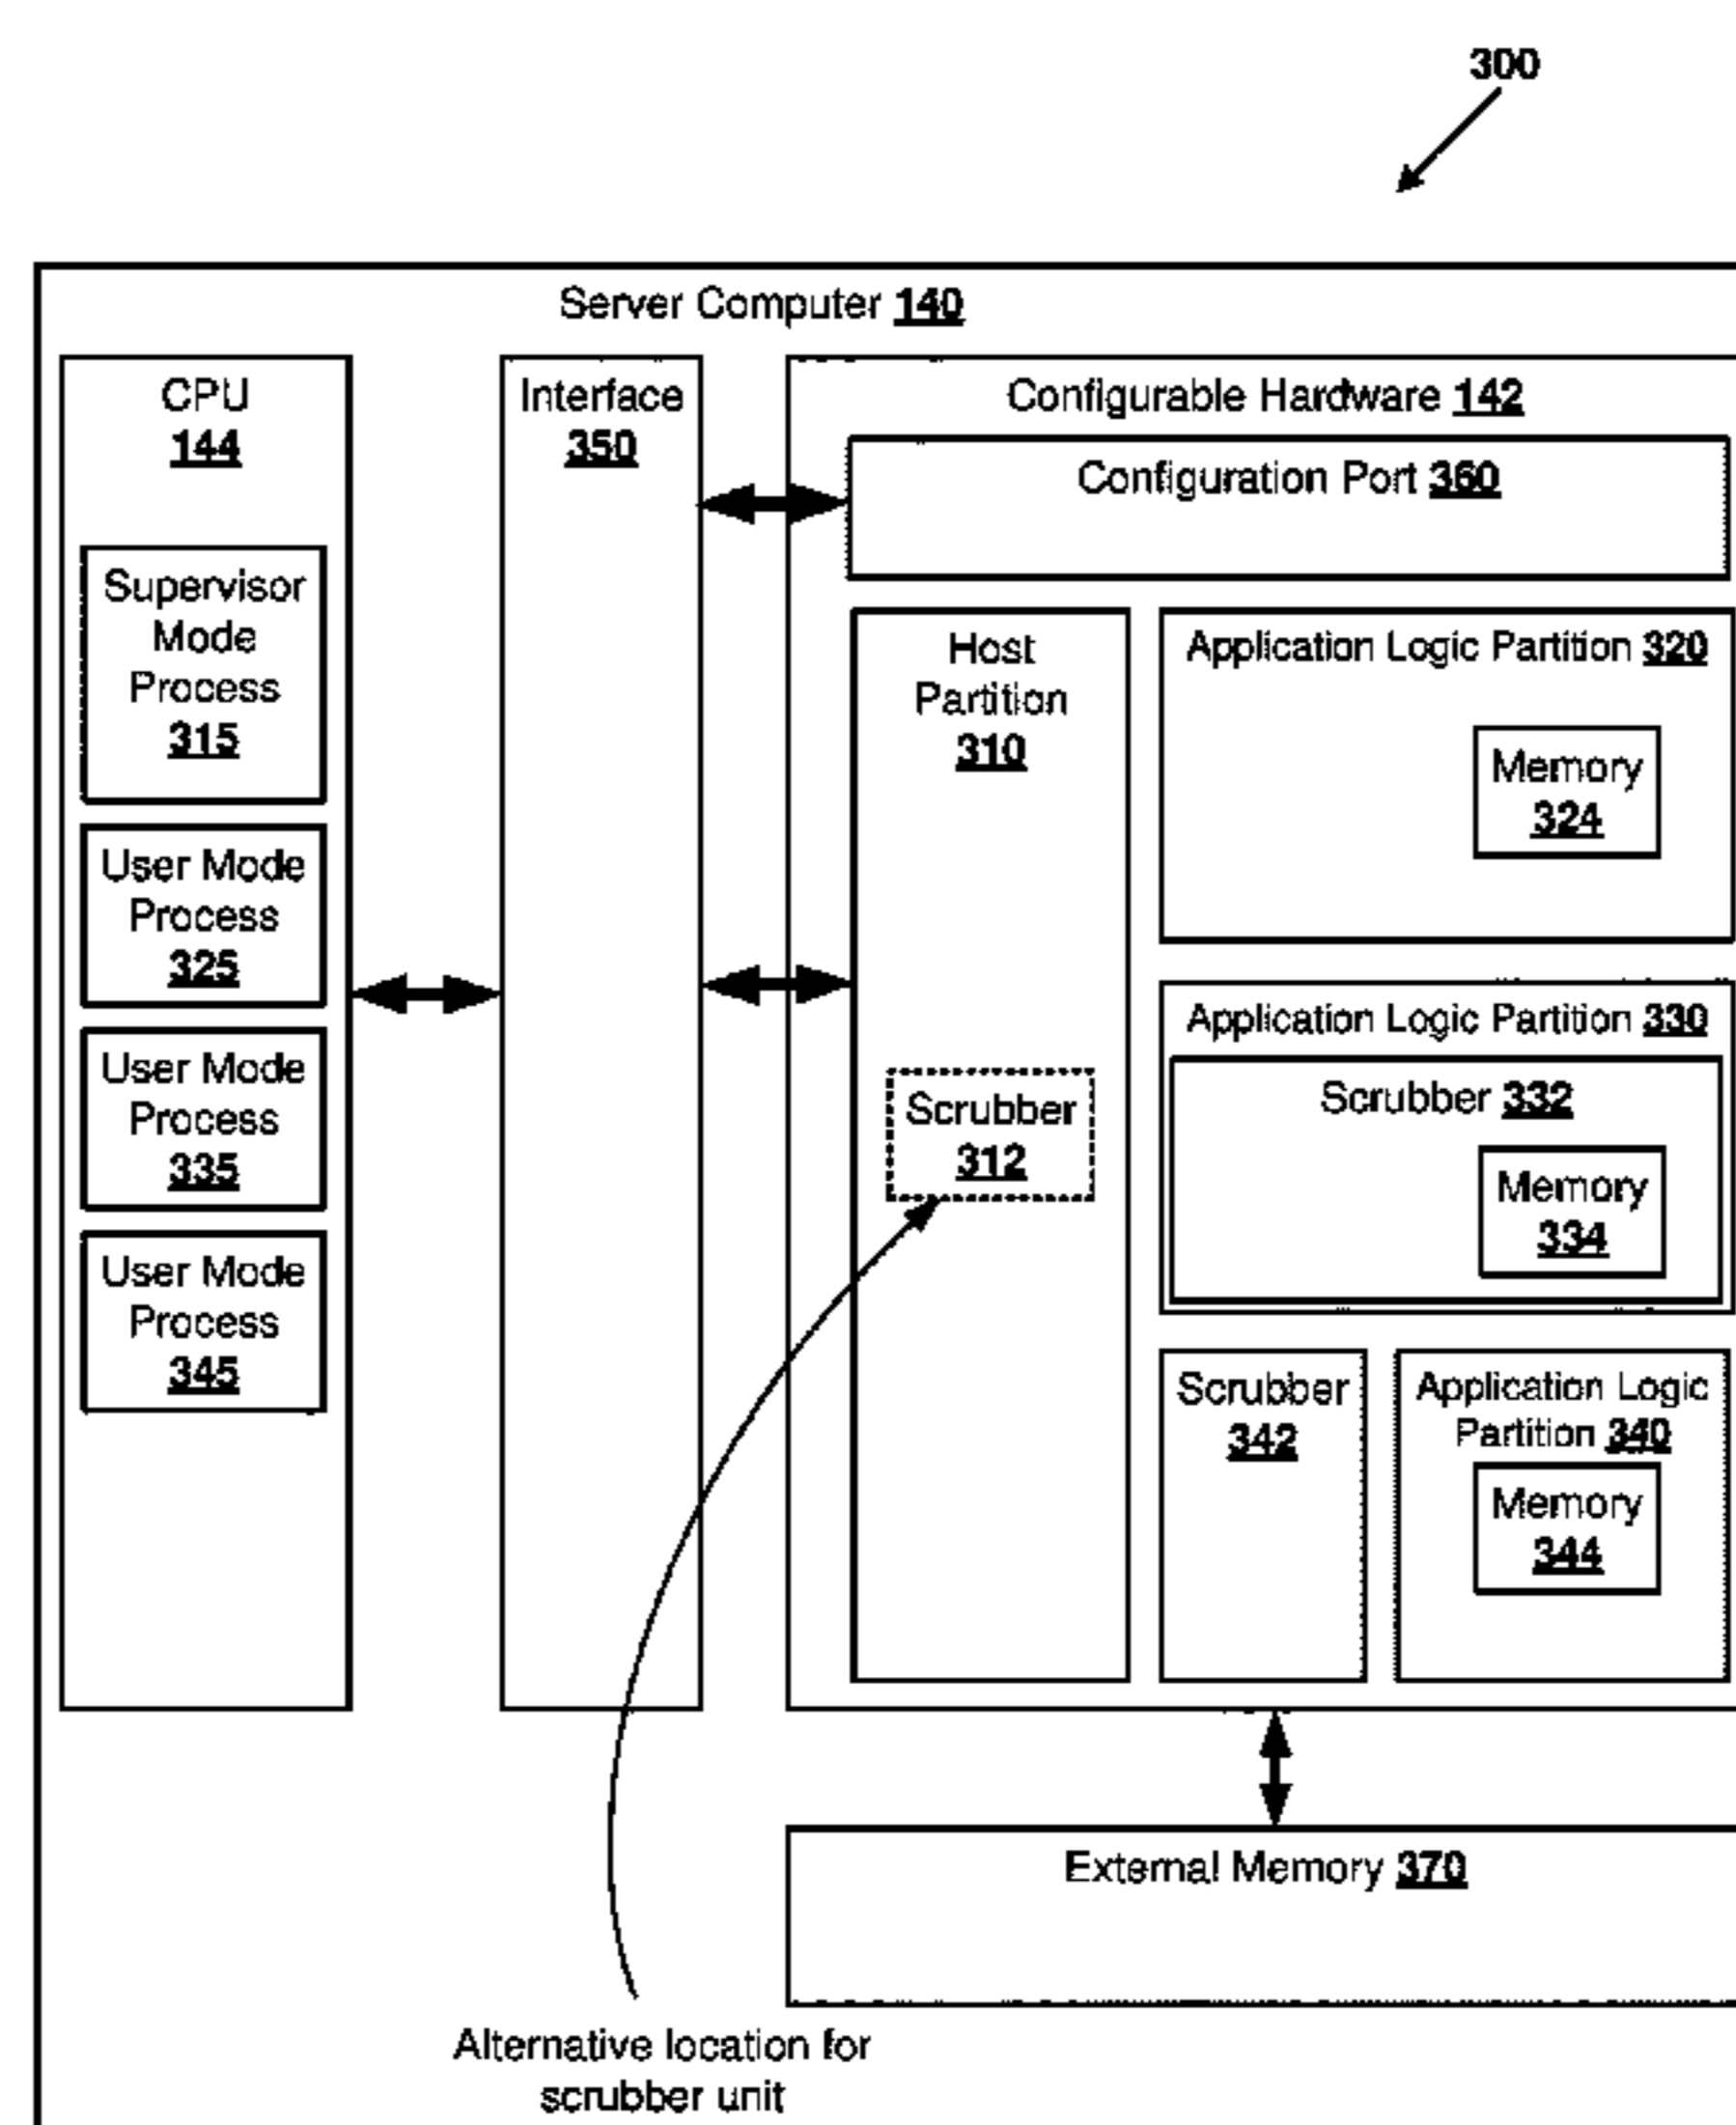 300
Server Computer 140
CPU
144
Supervisor
Mode
Process
315
User Mode
Process
325
User Mode
Process
335
User Mode
Process
345
Interface
350
Configurable Hardware 142
Configuration Port 360
Host
Partition
310
Scrubber
312
Application Logic Partition 320
Memory
324
Application Logic Partition 330
Scrubber 332
Memory
334
Scrubber
342
Application Logic
Partition 340
Memory
344
External Memory 370
Alternative location for
scrubber unit